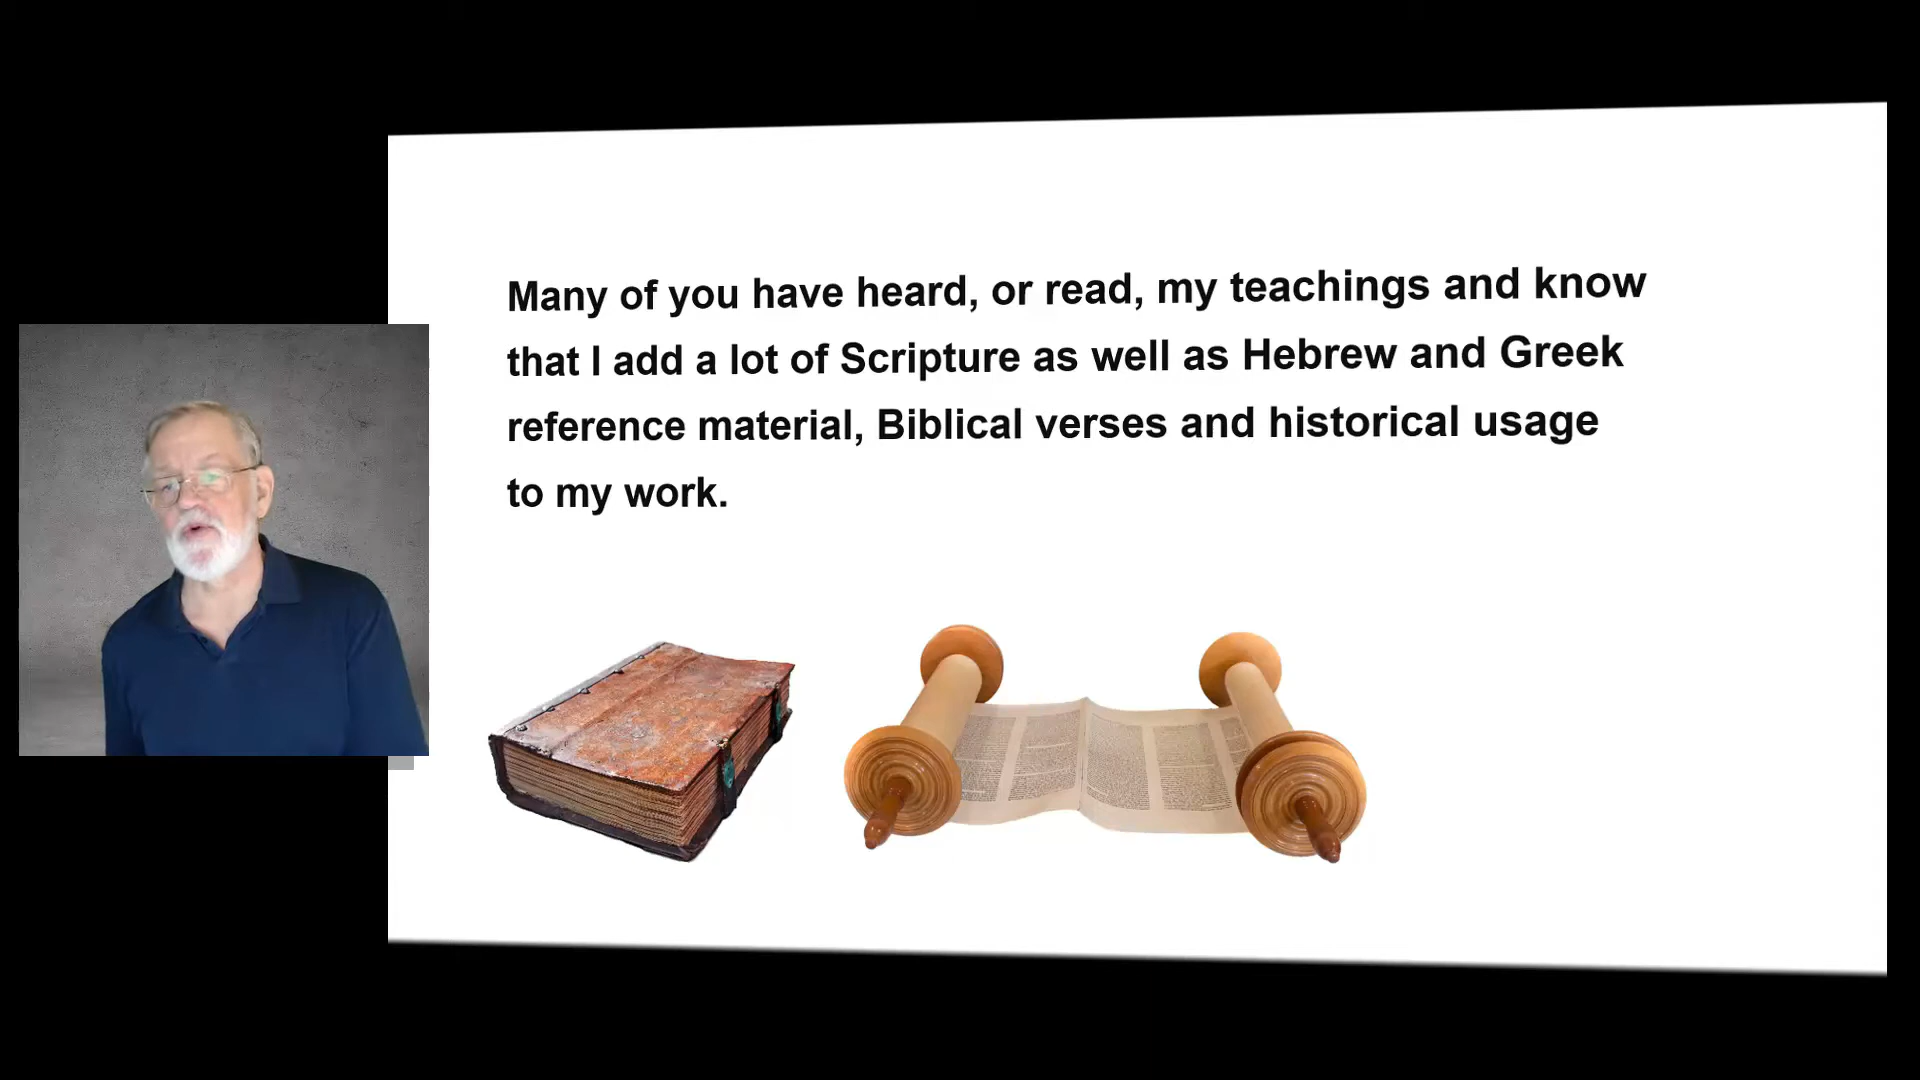 Many of you have heard, or read, my teachings and know
that I add a lot of Scripture as well as Hebrew and Greek
reference material, Biblical verses and historical usage
to my work.